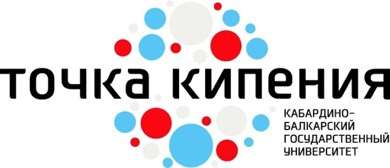 точка кипения
КАБАРДИНО-
БАЛКАРСКИЙ
ГОСУДАРСТВЕННЫЙ
УНИВЕРСИТЕТ